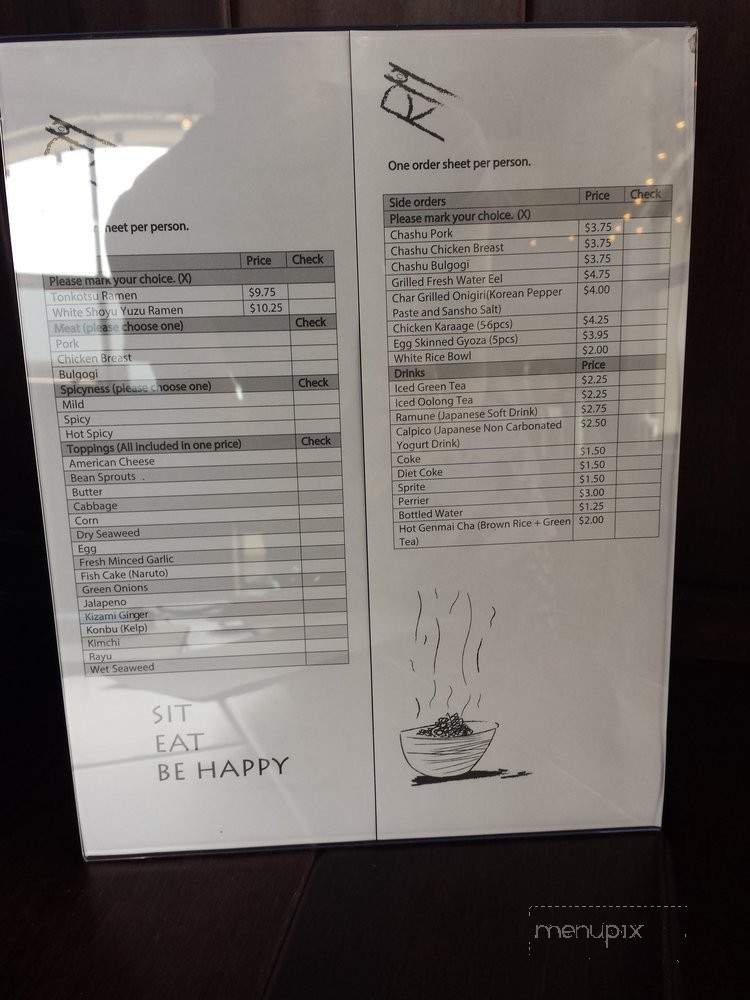 heet per person.
Price Check
Please mark your choice. (X)
Tonkotsu Ramen $9.75
White Shoyu Yuzu Ramen $10.25
Meat (please choose one) Check
Pork
Chicken Breast
Bulgogi
Spicyness (please choose one) Check
Mild
Spicy
Hot Spicy
Toppings (All included in one price) Check
American Cheese
Bean Sprouts .
Butter
Cabbage
Corn
Dry Seaweed
Egg
Fresh Minced Garlic
Fish Cake (Naruto)
Green Onions
Jalapeno
Kizami Ginger
Konbu (Kelp)
Kimchi
Rayu
Wet Seaweed
SIT
EAT
BE HAPPY
One order sheet per person.
Side orders Price Check
Please mark your choice. (X)
Chashu Pork $3.75
Chashu Chicken Breast $3.75
Chashu Bulgogi $3.75
Grilled Fresh Water Eel $4.75
Char Grilled Onigiri(Korean Pepper $4.00
Paste and Sansho Salt)
Chicken Karaage (5-6pcs) $4.25
Egg Skinned Gyoza (5pcs) $3.95
White Rice Bowl $2.00
Drinks Price
Iced Green Tea $2.25
Iced Oolong Tea $2.25
Ramune (Japanese Soft Drink) $2.75
Calpico (Japanese Non Carbonated $2.50
Yogurt Drink)
Coke $1.50
Diet Coke $1.50
Sprite $1.50
Perrier $3.00
Bottled Water $1.25
Hot Genmai Cha (Brown Rice + Green $2.00
Tea)
menupix